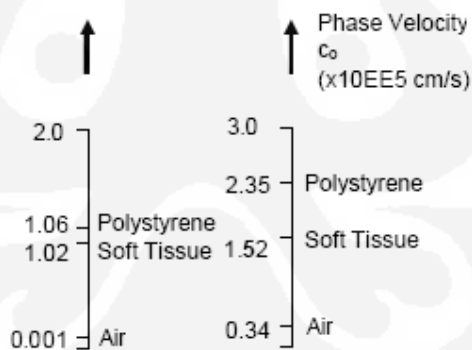 Phase Velocity
c₀
(x10EE5 cm/s)
2.0
1.06 Polystyrene
1.02 Soft Tissue
0.001 Air
3.0
2.35 Polystyrene
1.52 Soft Tissue
0.34 Air